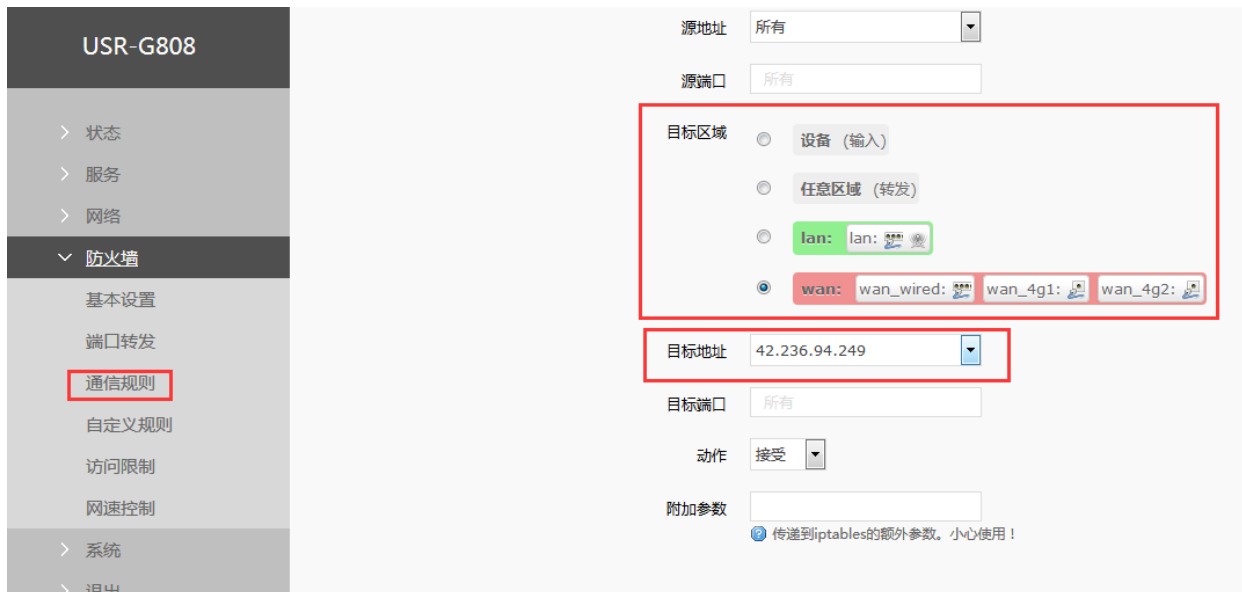 USR-G808
状态
服务
网络
防火墙
基本设置
端口转发
通信规则
自定义规则
访问限制
网速控制
系统
退出
源地址 所有
源端口 所有
目标区域
设备 (输入)
任意区域 (转发)
lan: lan:
wan: wan_wired: wan_4g1: wan_4g2:
目标地址 42.236.94.249
目标端口 所有
动作 接受
附加参数
传递到iptables的额外参数。小心使用！